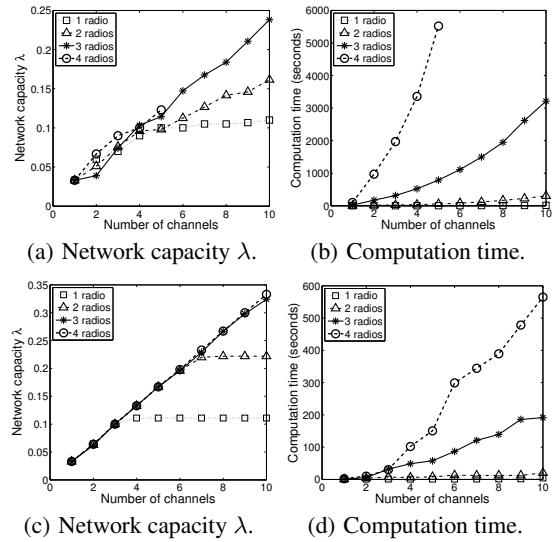 0.25
0.2
0.15
0.1
0.05
0
0 2 4 6 8 10
Network capacity λ
Number of channels
1 radio
2 radios
3 radios
4 radios
(a) Network capacity λ.
6000
5000
4000
3000
2000
1000
0
0 2 4 6 8 10
Computation time (seconds)
Number of channels
1 radio
2 radios
3 radios
4 radios
(b) Computation time.
0.35
0.3
0.25
0.2
0.15
0.1
0.05
0
0 2 4 6 8 10
Network capacity λ
Number of channels
1 radio
2 radios
3 radios
4 radios
(c) Network capacity λ.
600
500
400
300
200
100
0
0 2 4 6 8 10
Computation time (seconds)
Number of channels
1 radio
2 radios
3 radios
4 radios
(d) Computation time.